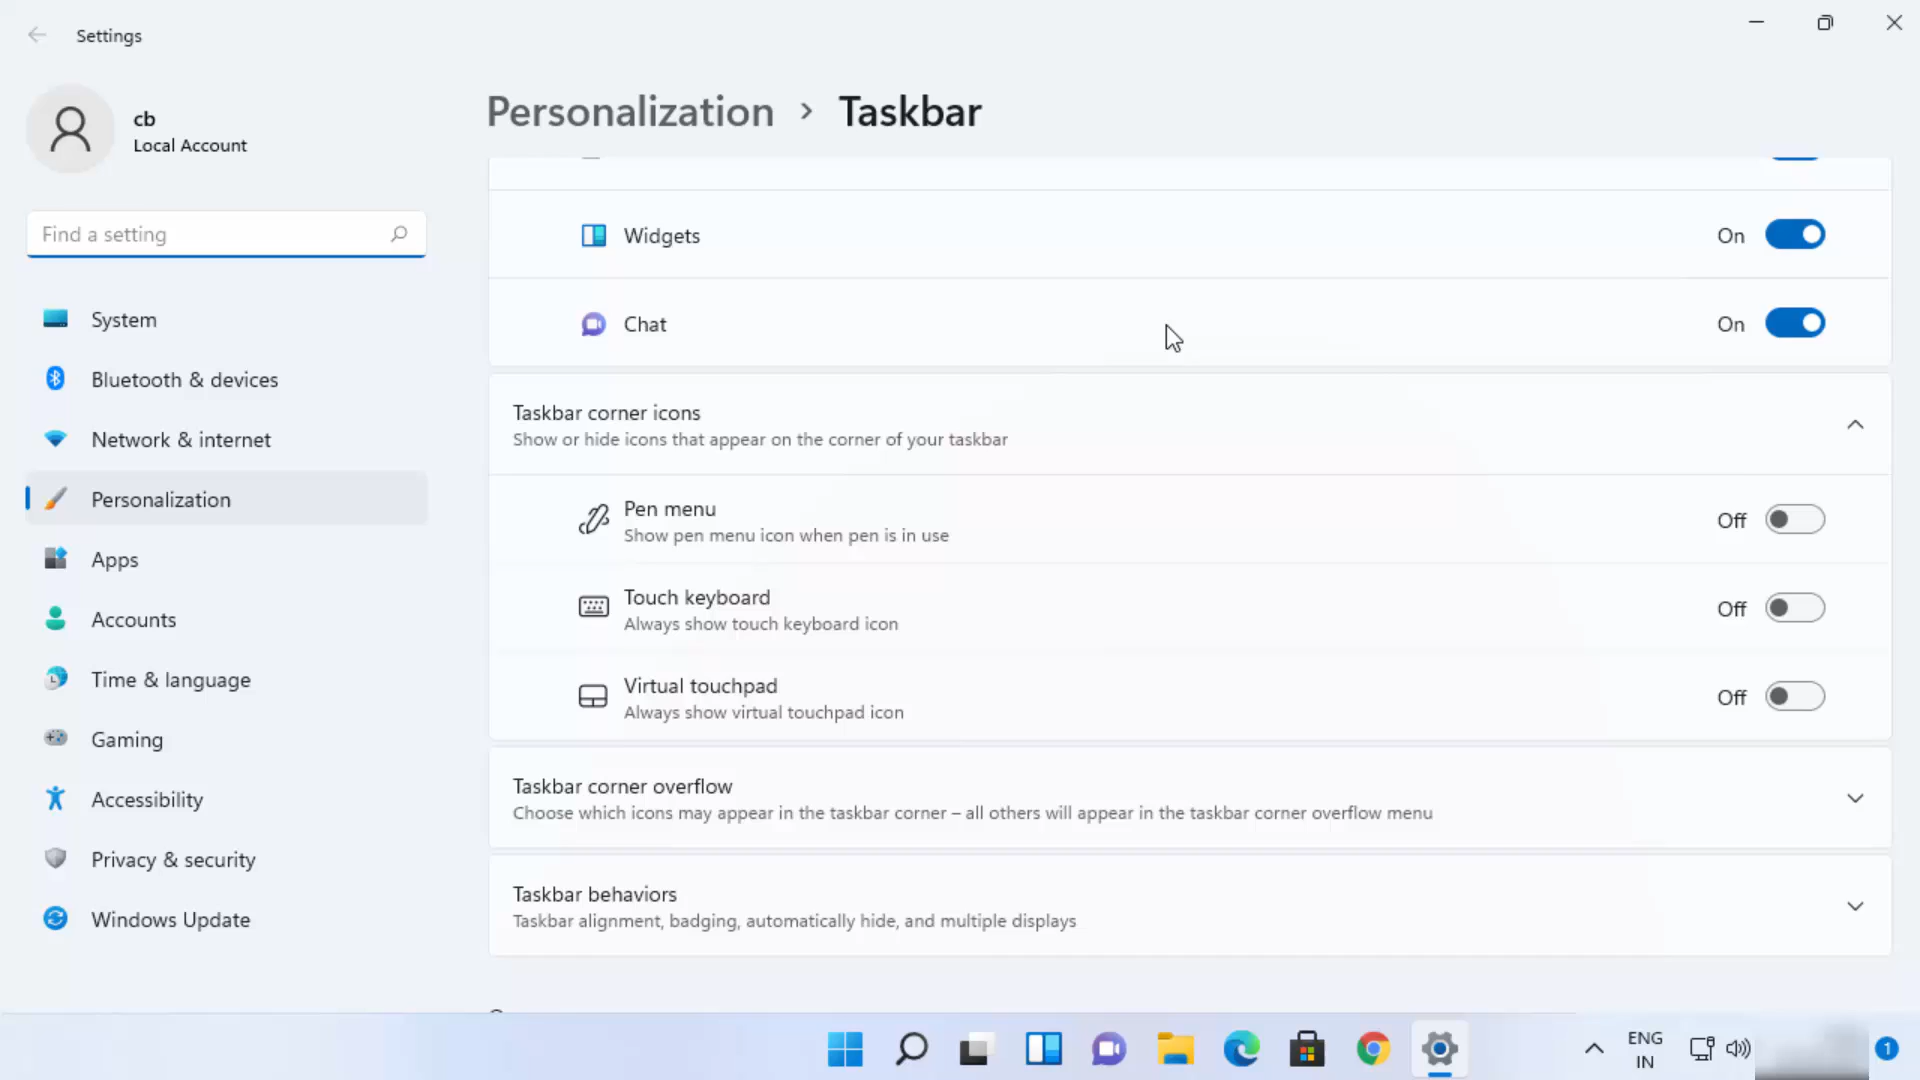 Settings
cb
Local Account
Find a setting
System
Bluetooth & devices
Network & internet
Personalization
Apps
Accounts
Time & language
Gaming
Accessibility
Privacy & security
Windows Update
Personalization > Taskbar
Widgets
On
Chat
On
Taskbar corner icons
Show or hide icons that appear on the corner of your taskbar
Pen menu
Show pen menu icon when pen is in use
Off
Touch keyboard
Always show touch keyboard icon
Off
Virtual touchpad
Always show virtual touchpad icon
Off
Taskbar corner overflow
Choose which icons may appear in the taskbar corner – all others will appear in the taskbar corner overflow menu
Taskbar behaviors
Taskbar alignment, badging, automatically hide, and multiple displays
ENG
IN
1